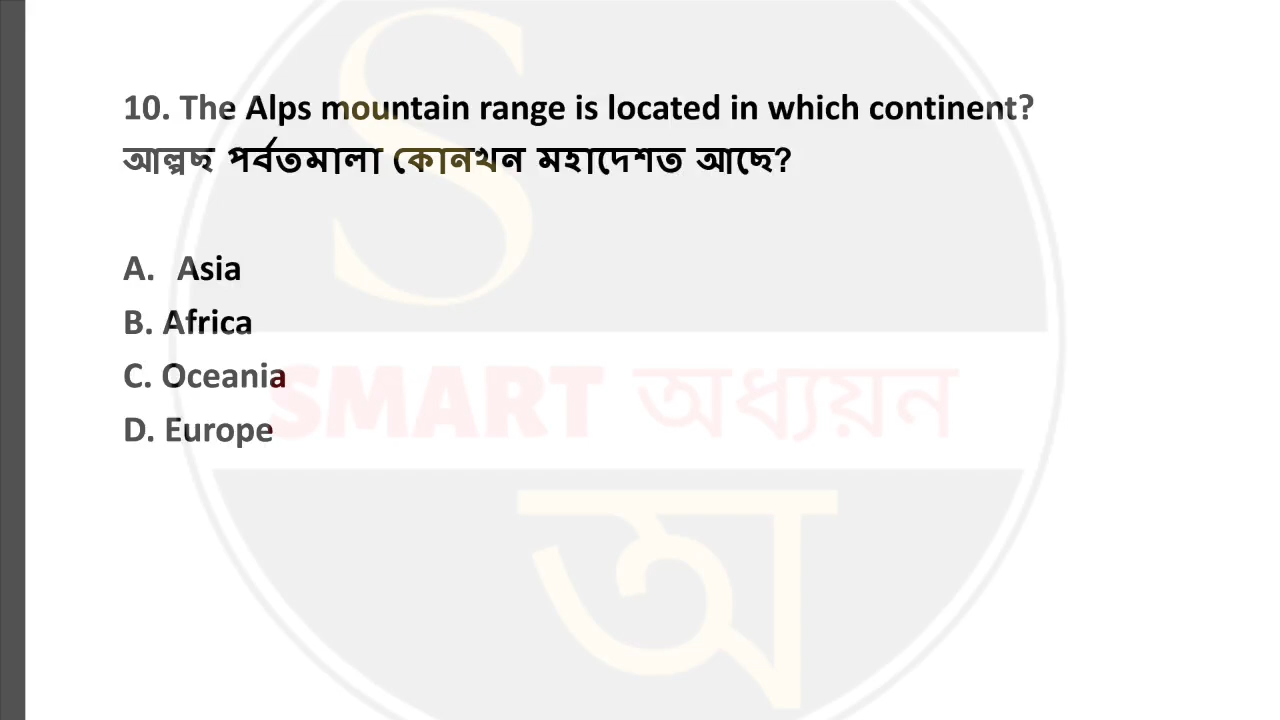 10. The Alps mountain range is located in which continent?
আল্পছ পৰ্বতমালা কোনখন মহাদেশত আছে?
A. Asia
B. Africa
C. Oceania
SMART অধ্যয়ন
D. Europe
S
অ